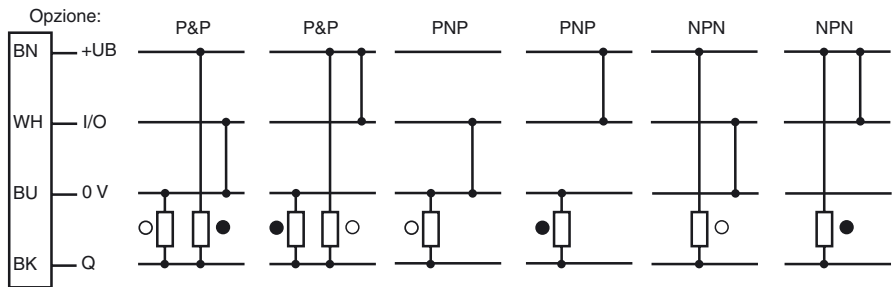 Opzione:
P&P P&P PNP PNP NPN NPN
BN +UB
WH I/O
BU 0 V
BK Q